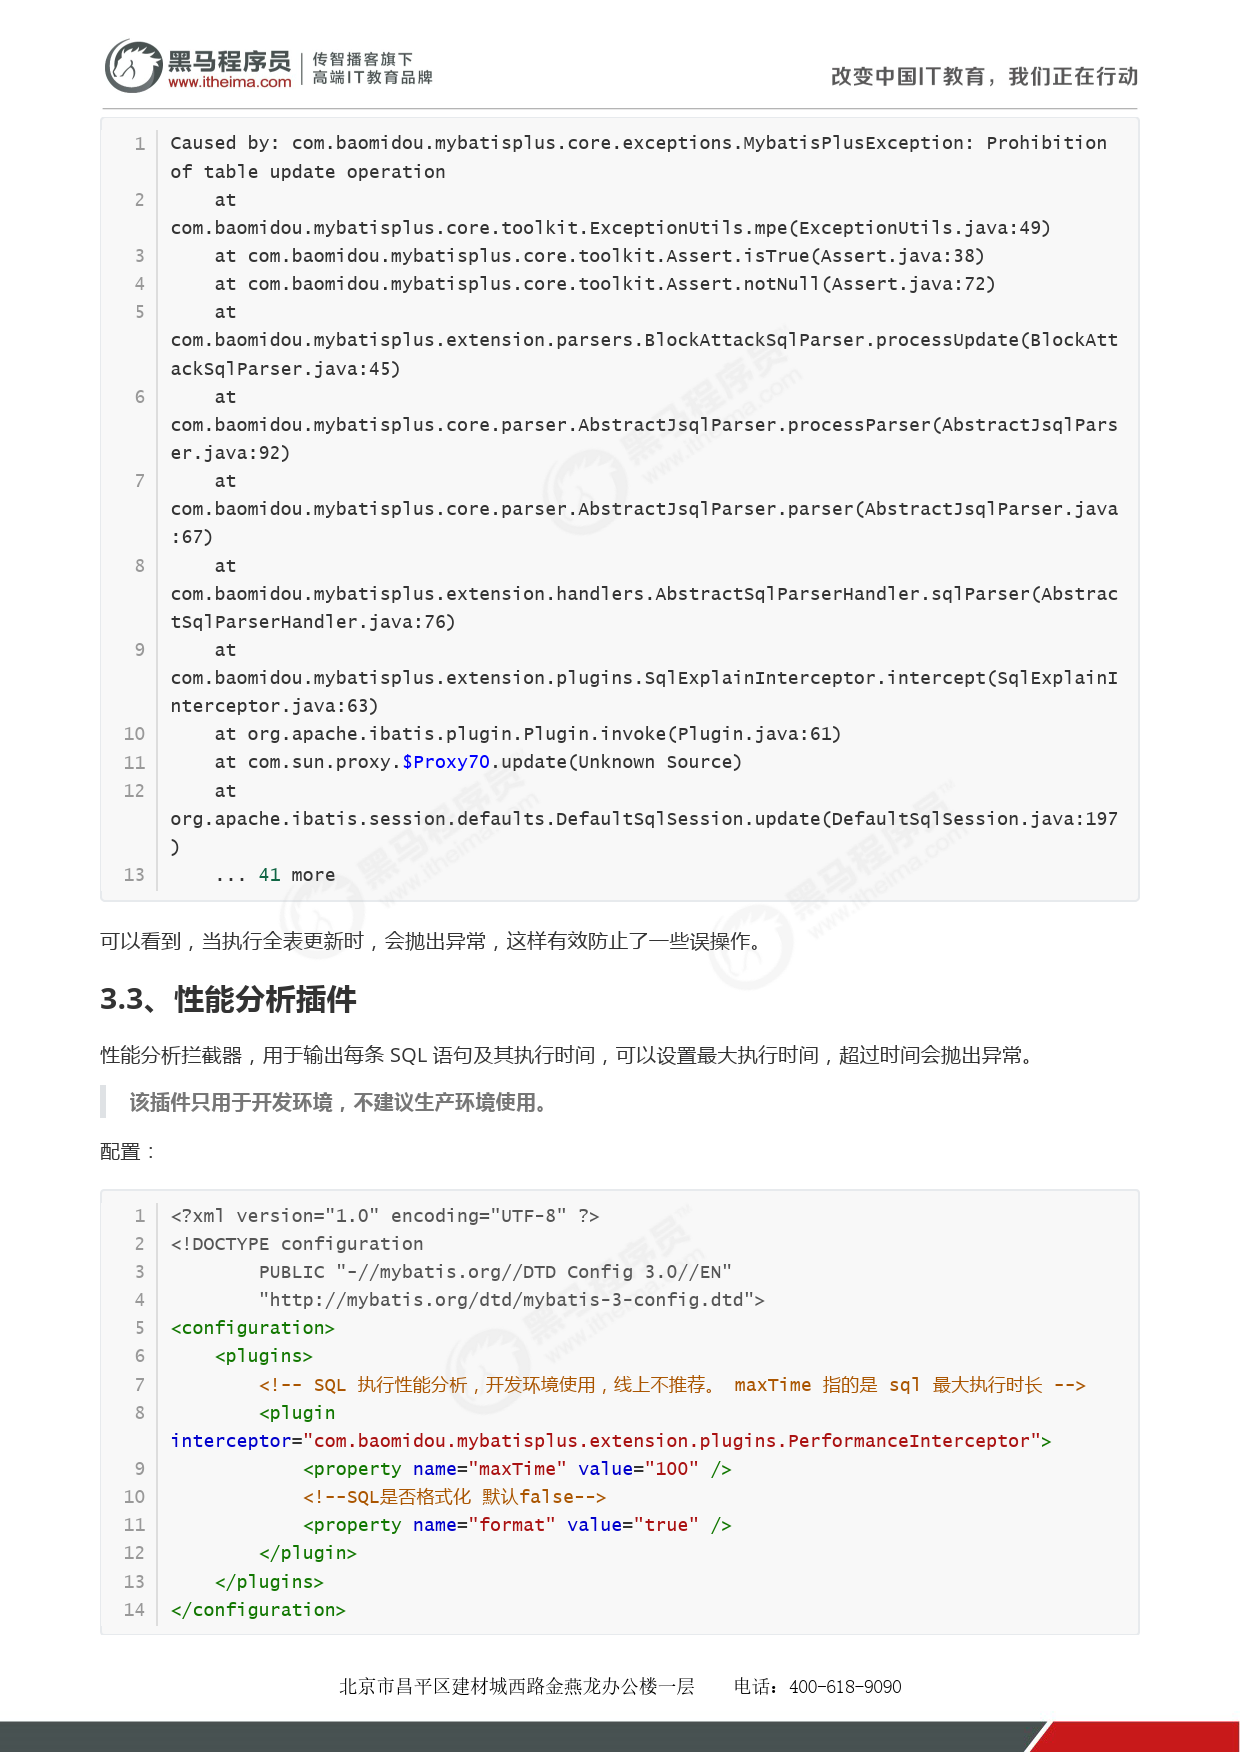 黑马程序员
www.itheima.com
传智播客旗下
高端IT教育品牌
改变中国IT教育，我们正在行动
1 Caused by: com.baomidou.mybatisplus.core.exceptions.MybatisPlusException: Prohibition
of table update operation
2     at
com.baomidou.mybatisplus.core.toolkit.ExceptionUtils.mpe(ExceptionUtils.java:49)
3     at com.baomidou.mybatisplus.core.toolkit.Assert.isTrue(Assert.java:38)
4     at com.baomidou.mybatisplus.core.toolkit.Assert.notNull(Assert.java:72)
5     at
com.baomidou.mybatisplus.extension.parsers.BlockAttackSqlParser.processUpdate(BlockAtt
ackSqlParser.java:45)
6     at
com.baomidou.mybatisplus.core.parser.AbstractJsqlParser.processParser(AbstractJsqlPars
er.java:92)
7     at
com.baomidou.mybatisplus.core.parser.AbstractJsqlParser.parser(AbstractJsqlParser.java
:67)
8     at
com.baomidou.mybatisplus.extension.handlers.AbstractSqlParserHandler.sqlParser(Abstrac
tSqlParserHandler.java:76)
9     at
com.baomidou.mybatisplus.extension.plugins.SqlExplainInterceptor.intercept(SqlExplainI
nterceptor.java:63)
10     at org.apache.ibatis.plugin.Plugin.invoke(Plugin.java:61)
11     at com.sun.proxy.$Proxy70.update(Unknown Source)
12     at
org.apache.ibatis.session.defaults.DefaultSqlSession.update(DefaultSqlSession.java:197
)
13     ... 41 more
可以看到，当执行全表更新时，会抛出异常，这样有效防止了一些误操作。
3.3、性能分析插件
性能分析拦截器，用于输出每条 SQL 语句及其执行时间，可以设置最大执行时间，超过时间会抛出异常。
该插件只用于开发环境，不建议生产环境使用。
配置：
1 <?xml version="1.0" encoding="UTF-8" ?>
2 <!DOCTYPE configuration
3         PUBLIC "-//mybatis.org//DTD Config 3.0//EN"
4         "http://mybatis.org/dtd/mybatis-3-config.dtd">
5 <configuration>
6     <plugins>
7         <!-- SQL 执行性能分析，开发环境使用，线上不推荐。 maxTime 指的是 sql 最大执行时长 -->
8         <plugin
interceptor="com.baomidou.mybatisplus.extension.plugins.PerformanceInterceptor">
9             <property name="maxTime" value="100" />
10             <!--SQL是否格式化 默认false-->
11             <property name="format" value="true" />
12         </plugin>
13     </plugins>
14 </configuration>
北京市昌平区建材城西路金燕龙办公楼一层    电话：400-618-9090